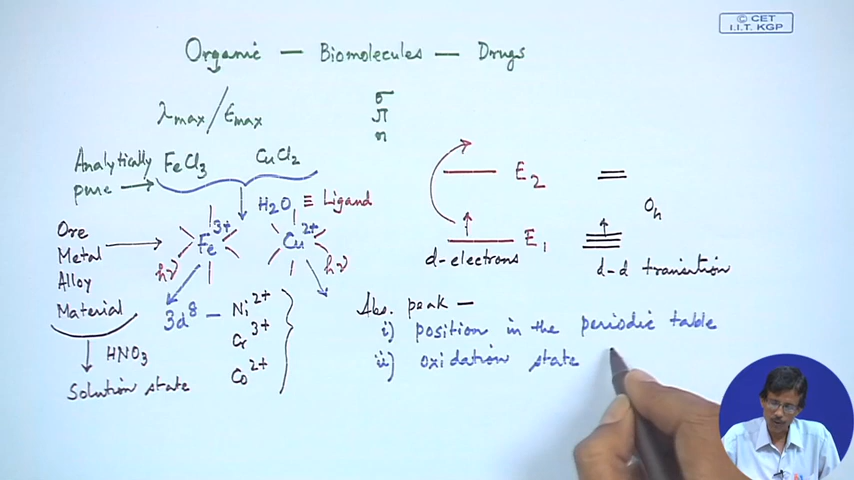 © CET
I.I.T. KGP
Organic — Biomolecules — Drugs
λmax/εmax
σ
π
n
Analytically pure →
FeCl3
CuCl2
H2O ≡ Ligand
Ore
Metal
Alloy
Material
Fe3+
Cu2+
hν
hν
HNO3
Solution state
3d8 — Ni2+
Cr3+
Co2+
E2
E1
d-electrons
Oh
d-d transition
Abs. peak —
i) position in the periodic table
ii) oxidation state